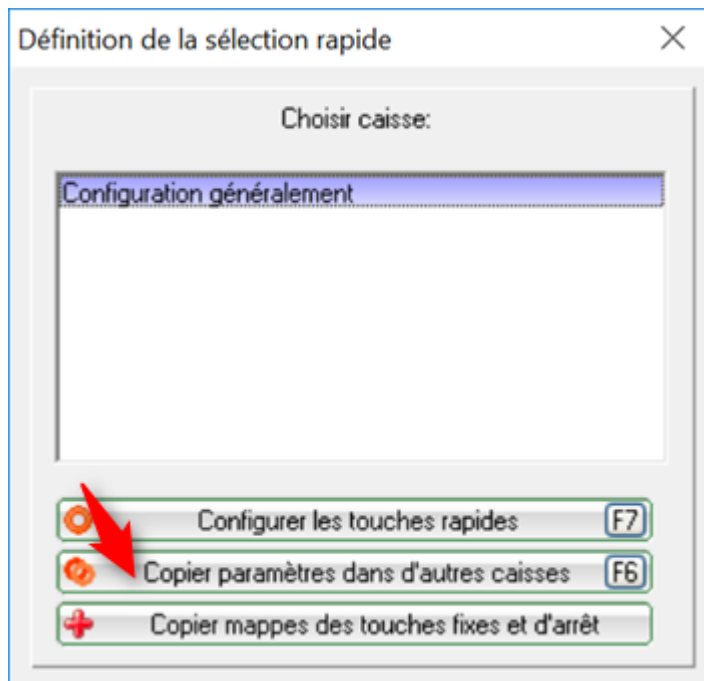 Définition de la sélection rapide
Choisir caisse:
Configuration généralement
Configurer les touches rapides F7
Copier paramètres dans d'autres caisses F6
Copier mappes des touches fixes et d'arrêt